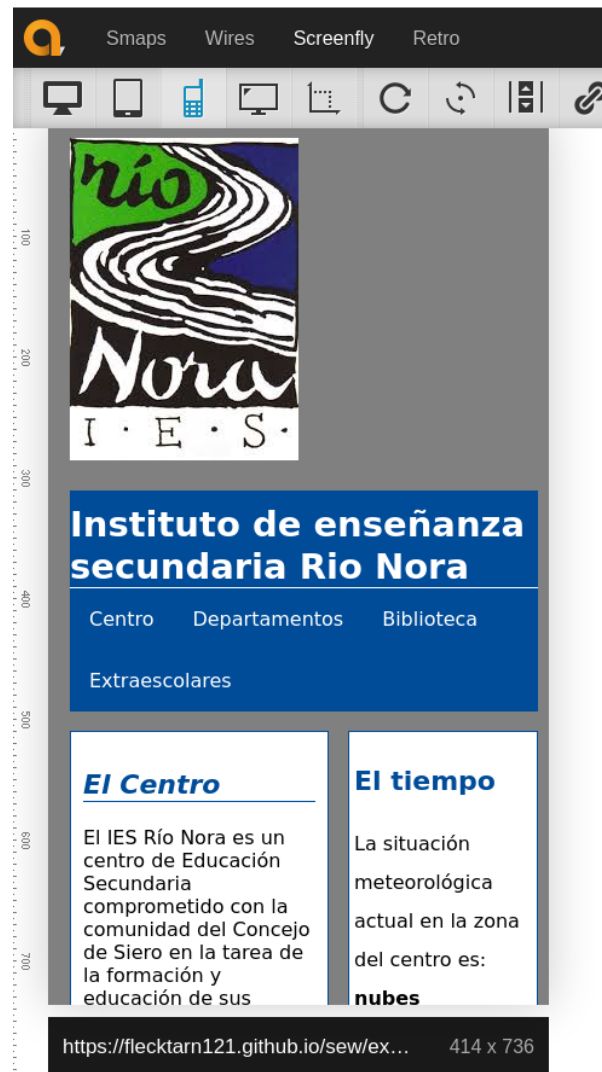 Smaps Wires Screenfly Retro
río
Nora
I · E · S ·
100
200
300
400
500
600
700
Instituto de enseñanza
secundaria Rio Nora
Centro Departamentos Biblioteca
Extraescolares
El Centro
El IES Río Nora es un
centro de Educación
Secundaria
comprometido con la
comunidad del Concejo
de Siero en la tarea de
la formación y
educación de sus
El tiempo
La situación
meteorológica
actual en la zona
del centro es:
nubes
https://flecktarn121.github.io/sew/ex… 414 x 736